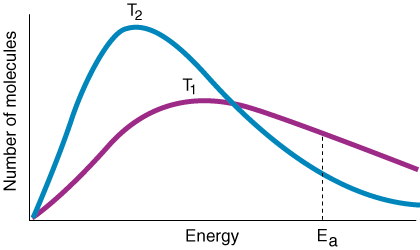 T2
T1
Number of molecules
Energy
Ea